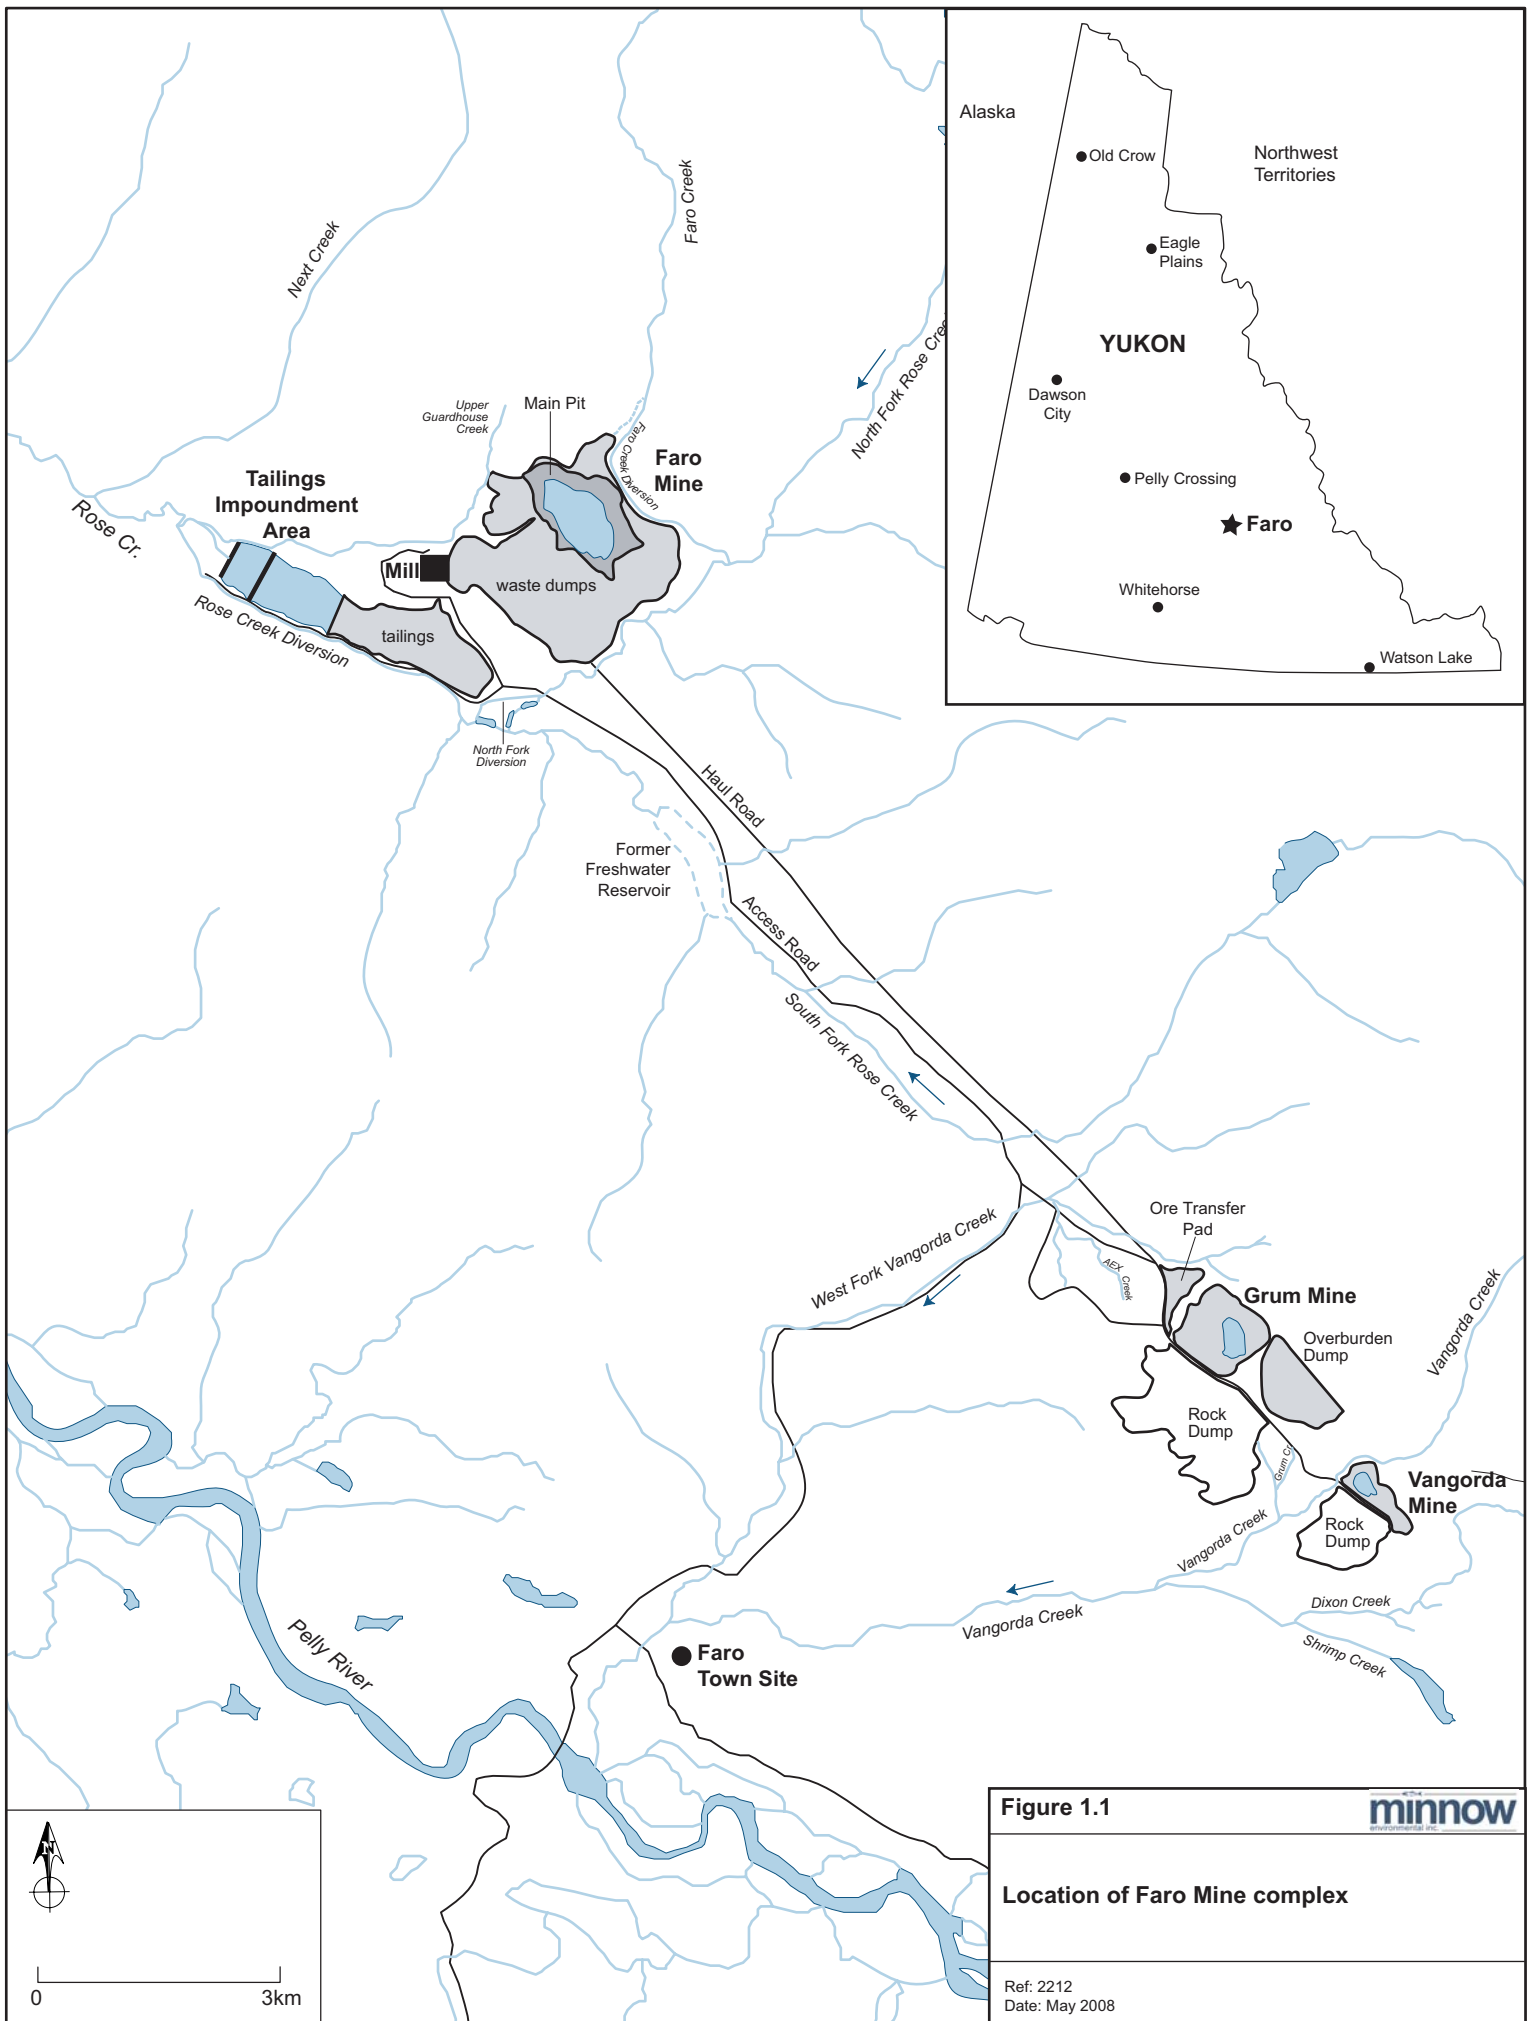 Alaska
Old Crow
Northwest
Territories
Eagle
Plains
YUKON
Dawson
City
Pelly Crossing
Faro
Whitehorse
Watson Lake
Next Creek
Faro Creek
North Fork Rose Cree
Upper
Guardhouse
Creek
Main Pit
Faro Creek Diversion
Faro
Mine
Tailings
Impoundment
Area
Rose Cr.
Mill
waste dumps
tailings
Rose Creek Diversion
North Fork
Diversion
Haul Road
Former
Freshwater
Reservoir
Access Road
South Fork Rose Creek
West Fork Vangorda Creek
Ore Transfer
Pad
AEX Creek
Grum Mine
Overburden
Dump
Vangorda Creek
Rock
Dump
Grum Cr.
Vangorda
Mine
Rock
Dump
Vangorda Creek
Dixon Creek
Vangorda Creek
Shrimp Creek
Faro
Town Site
Pelly River
N
0
3km
Figure 1.1
minnow
environmental inc.
Location of Faro Mine complex
Ref: 2212
Date: May 2008